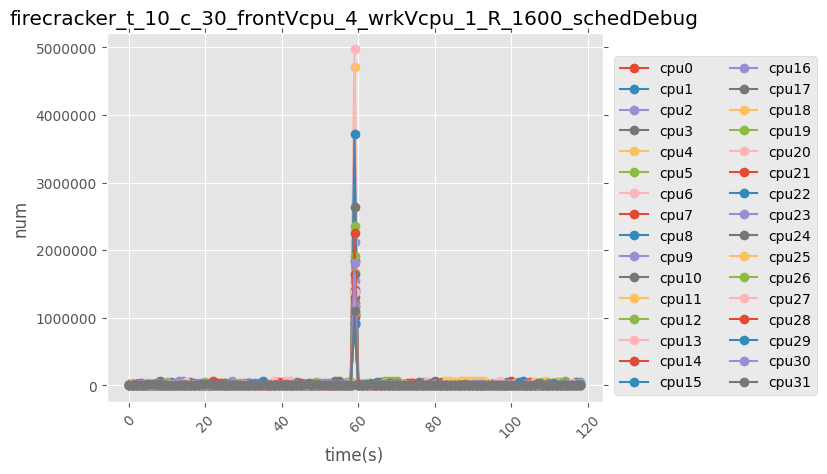 firecracker_t_10_c_30_frontVcpu_4_wrkVcpu_1_R_1600_schedDebug
5000000
4000000
3000000
2000000
1000000
0
num
0 20 40 60 80 100 120
time(s)
cpu0 cpu16
cpu1 cpu17
cpu2 cpu18
cpu3 cpu19
cpu4 cpu20
cpu5 cpu21
cpu6 cpu22
cpu7 cpu23
cpu8 cpu24
cpu9 cpu25
cpu10 cpu26
cpu11 cpu27
cpu12 cpu28
cpu13 cpu29
cpu14 cpu30
cpu15 cpu31